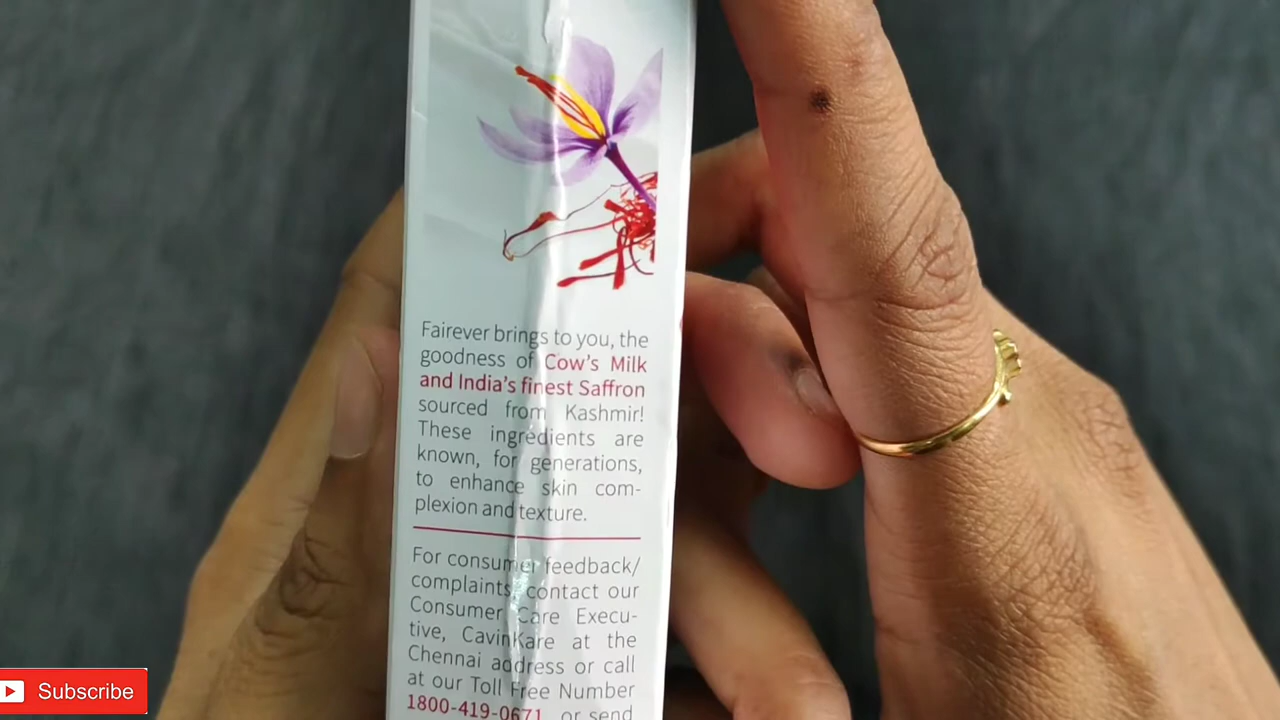 Fairever brings to you, the
goodness of Cow's Milk
and India's finest Saffron
sourced from Kashmir!
These ingredients are
known, for generations,
to enhance skin com-
plexion and texture.
For consumer feedback/
complaints, contact our
Consumer Care Execu-
tive, CavinKare at the
Chennai address or call
at our Toll Free Number
1800-419-0671, or send
Subscribe